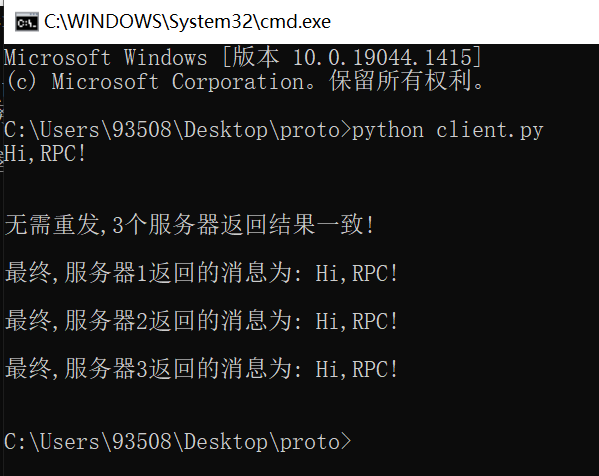 C:\WINDOWS\System32\cmd.exe
Microsoft Windows [版本 10.0.19044.1415]
(c) Microsoft Corporation。保留所有权利。
C:\Users\93508\Desktop\proto>python client.py
Hi,RPC!
无需重发,3个服务器返回结果一致!
最终,服务器1返回的消息为: Hi,RPC!
最终,服务器2返回的消息为: Hi,RPC!
最终,服务器3返回的消息为: Hi,RPC!
C:\Users\93508\Desktop\proto>